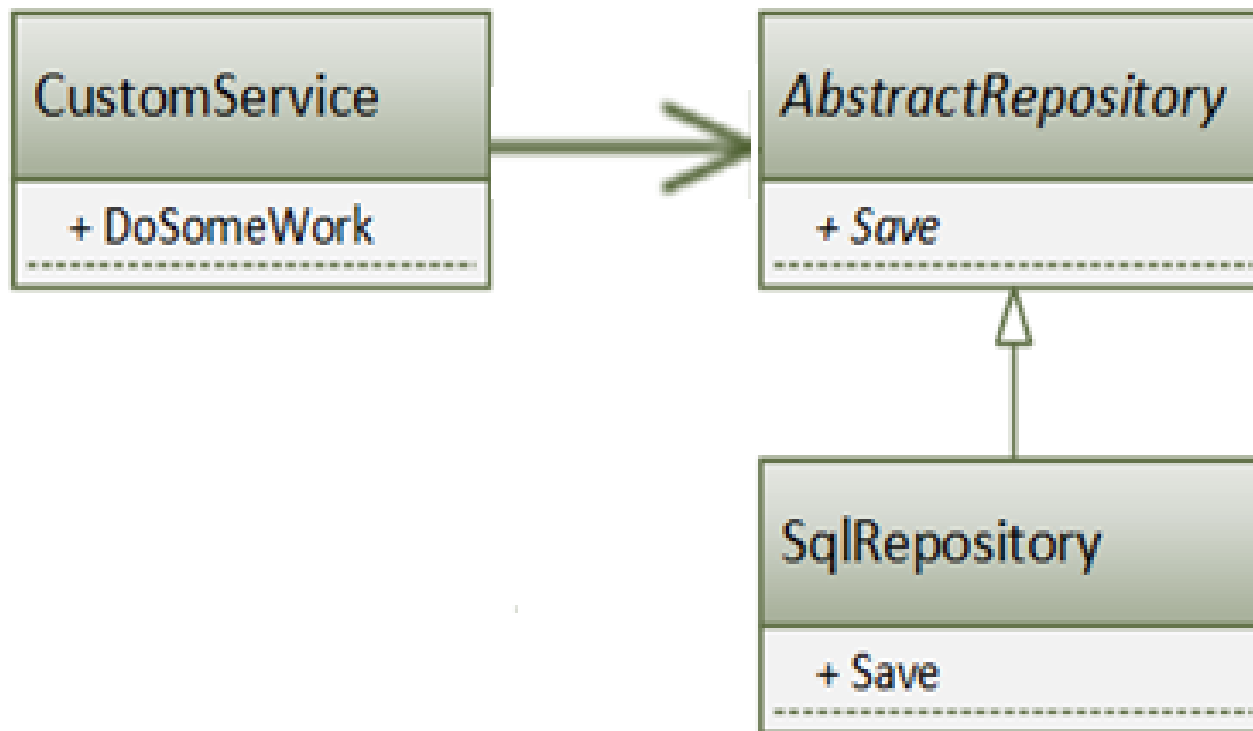 CustomService
+ DoSomeWork
AbstractRepository
+ Save
SqlRepository
+ Save